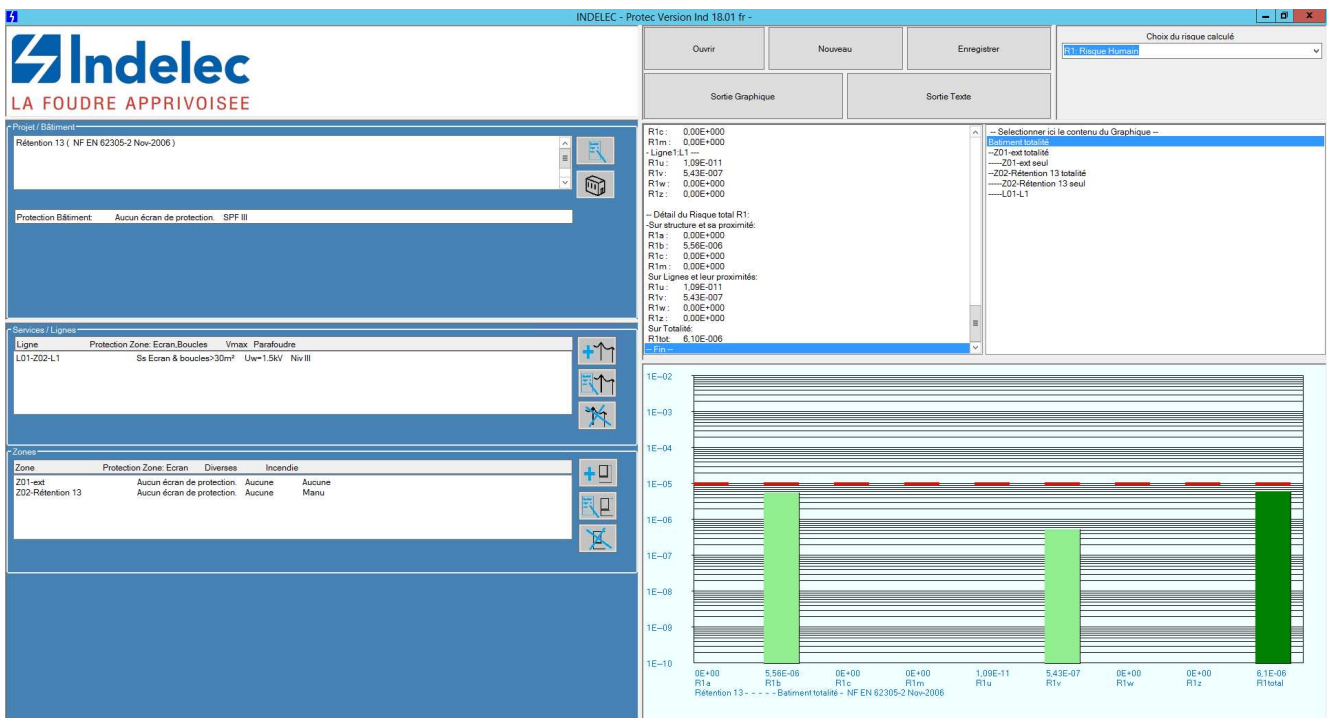 INDELEC - Protec Version Ind 18.01 fr -
Indelec
LA FOUDRE APPRIVOISEE
Ouvrir
Nouveau
Enregistrer
Sortie Graphique
Sortie Texte
Choix du risque calculé
R1: Risque Humain
Projet / Bâtiment
Rétention 13 ( NF EN 62305-2 Nov-2006 )
Protection Bâtiment: Aucun écran de protection. SPF III
Services / Lignes
Ligne Protection Zone: Ecran,Boucles Vmax Parafoudre
L01-Z02-L1 Ss Ecran & boucles>30m² Uw=1.5kV Niv III
Zones
Zone Protection Zone: Ecran Diverses Incendie
Z01-ext Aucun écran de protection. Aucune Aucune
Z02-Rétention 13 Aucun écran de protection. Aucune Manu
R1c : 0,00E+000
R1m : 0,00E+000
- Ligne1:L1 ---
R1u : 1,09E-011
R1v : 5,43E-007
R1w : 0,00E+000
R1z : 0,00E+000
-- Détail du Risque total R1:
-Sur structure et sa proximité:
R1a : 0,00E+000
R1b : 5,56E-006
R1c : 0,00E+000
R1m : 0,00E+000
Sur Lignes et leur proximités:
R1u : 1,09E-011
R1v : 5,43E-007
R1w : 0,00E+000
R1z : 0,00E+000
Sur Totalité:
R1tot: 6,10E-006
-- Fin --
-- Selectionner ici le contenu du Graphique --
Batiment totalité
--Z01-ext totalité
-----Z01-ext seul
--Z02-Rétention 13 totalité
-----Z02-Rétention 13 seul
-----L01-L1
1E-02
1E-03
1E-04
1E-05
1E-06
1E-07
1E-08
1E-09
1E-10
0E+00 5,56E-06 0E+00 0E+00 1,09E-11 5,43E-07 0E+00 0E+00 6,1E-06
R1a R1b R1c R1m R1u R1v R1w R1z R1total
Rétention 13 - - - - - Batiment totalité - NF EN 62305-2 Nov-2006